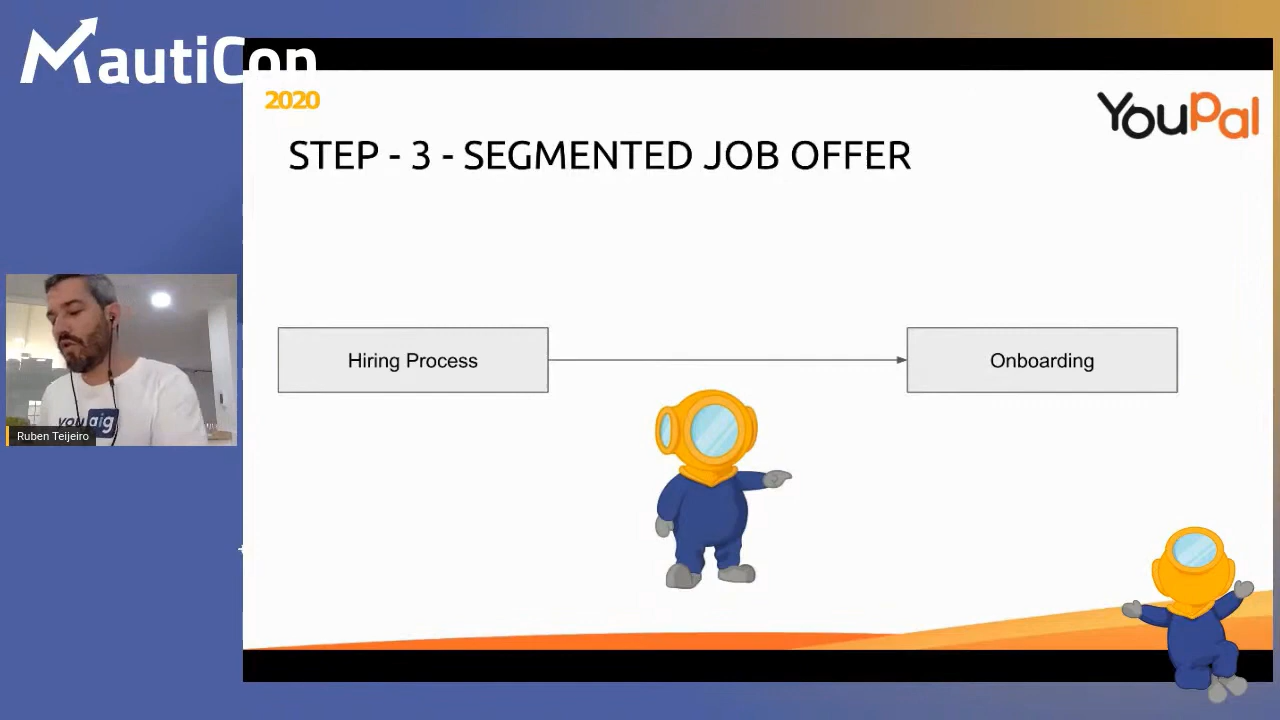 MautiCon
2020
YouPal
STEP - 3 - SEGMENTED JOB OFFER
Hiring Process
Onboarding
Ruben Teijeiro